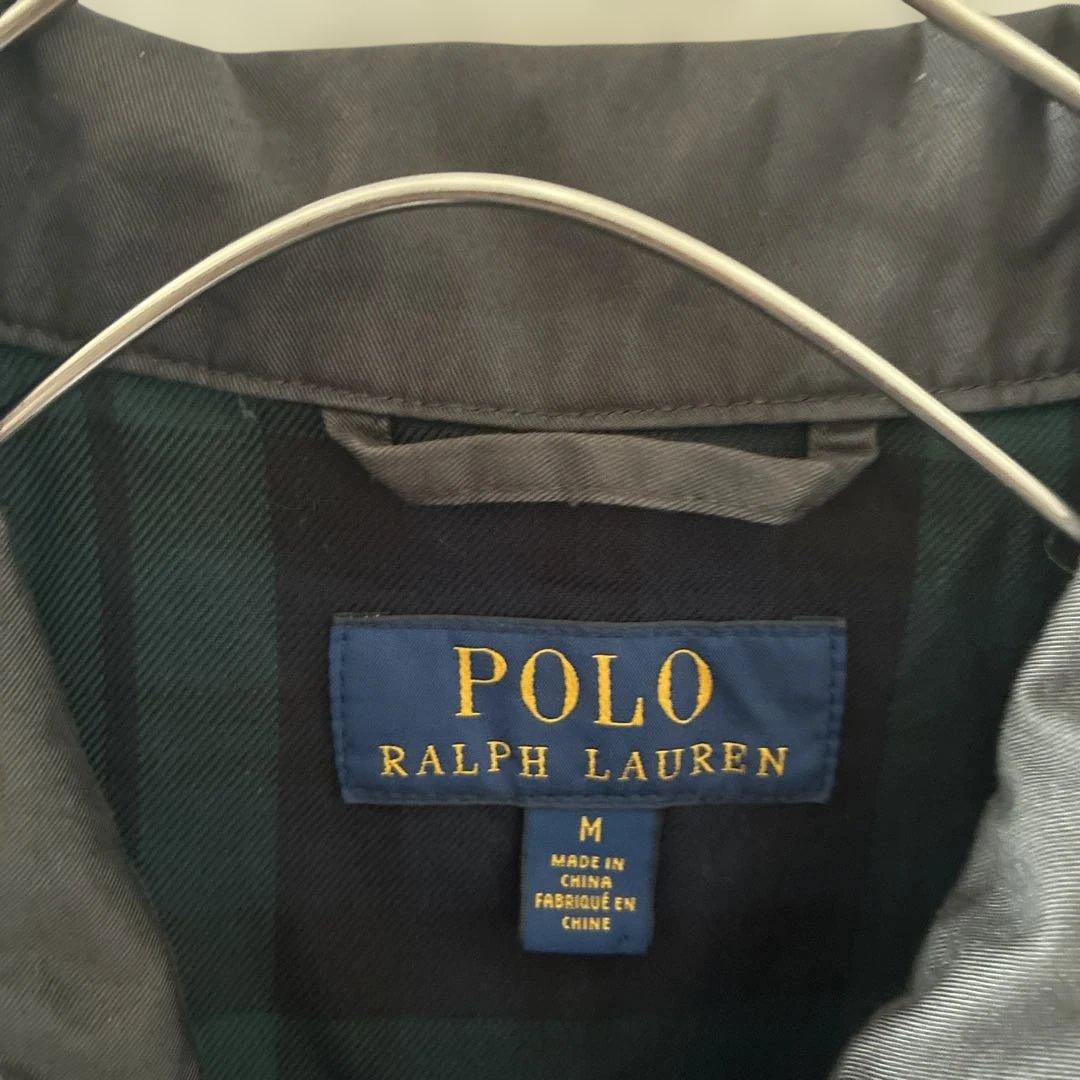 POLO
RALPH LAUREN
M
MADE IN
CHINA
FABRIQUÉ EN
CHINE